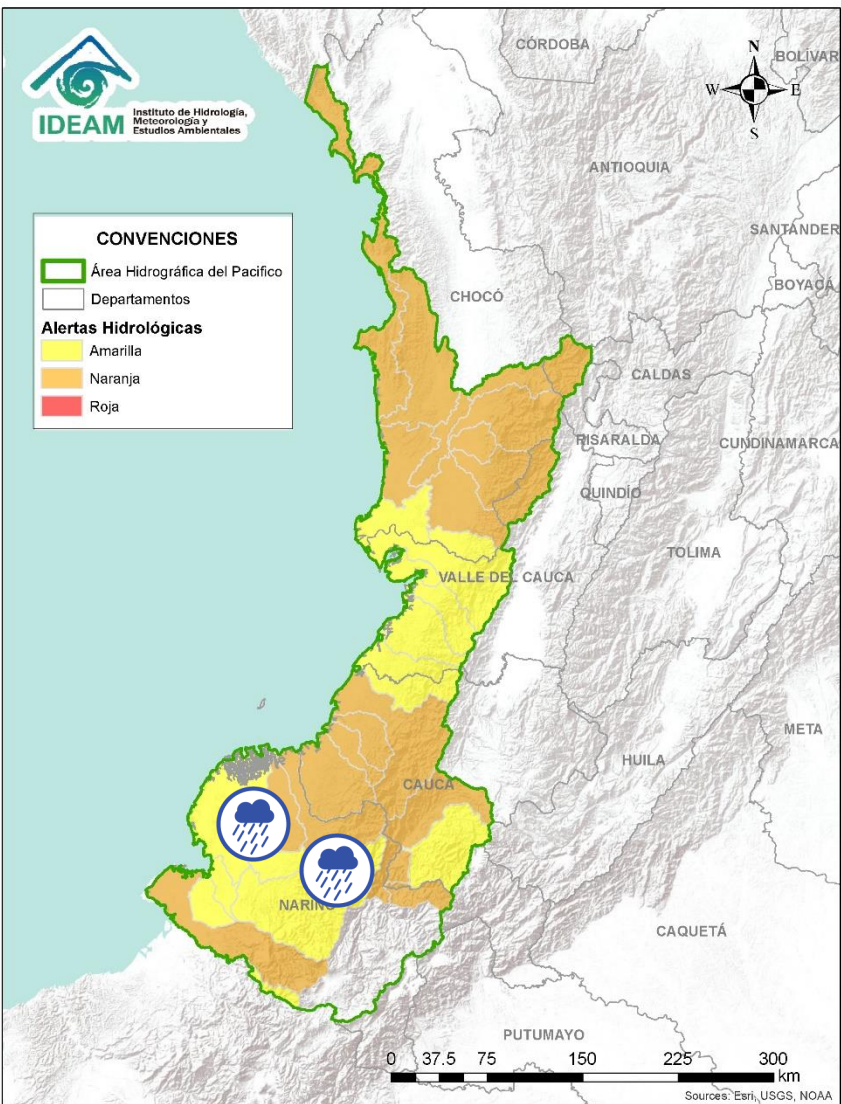 IDEAM
Instituto de Hidrología,
Meteorología y
Estudios Ambientales
CÓRDOBA
N
W
E
S
BOLÍVAR
ANTIOQUIA
CONVENCIONES
Área Hidrográfica del Pacifico
Departamentos
Alertas Hidrológicas
Amarilla
Naranja
Roja
SANTANDER
BOYACÁ
CHOCÓ
CALDAS
RISARALDA
CUNDINAMARCA
QUINDÍO
TOLIMA
VALLE DEL CAUCA
META
HUILA
CAUCA
NARIÑO
CAQUETÁ
PUTUMAYO
0 37.5 75 150 225 300
km
Sources: Esri, USGS, NOAA